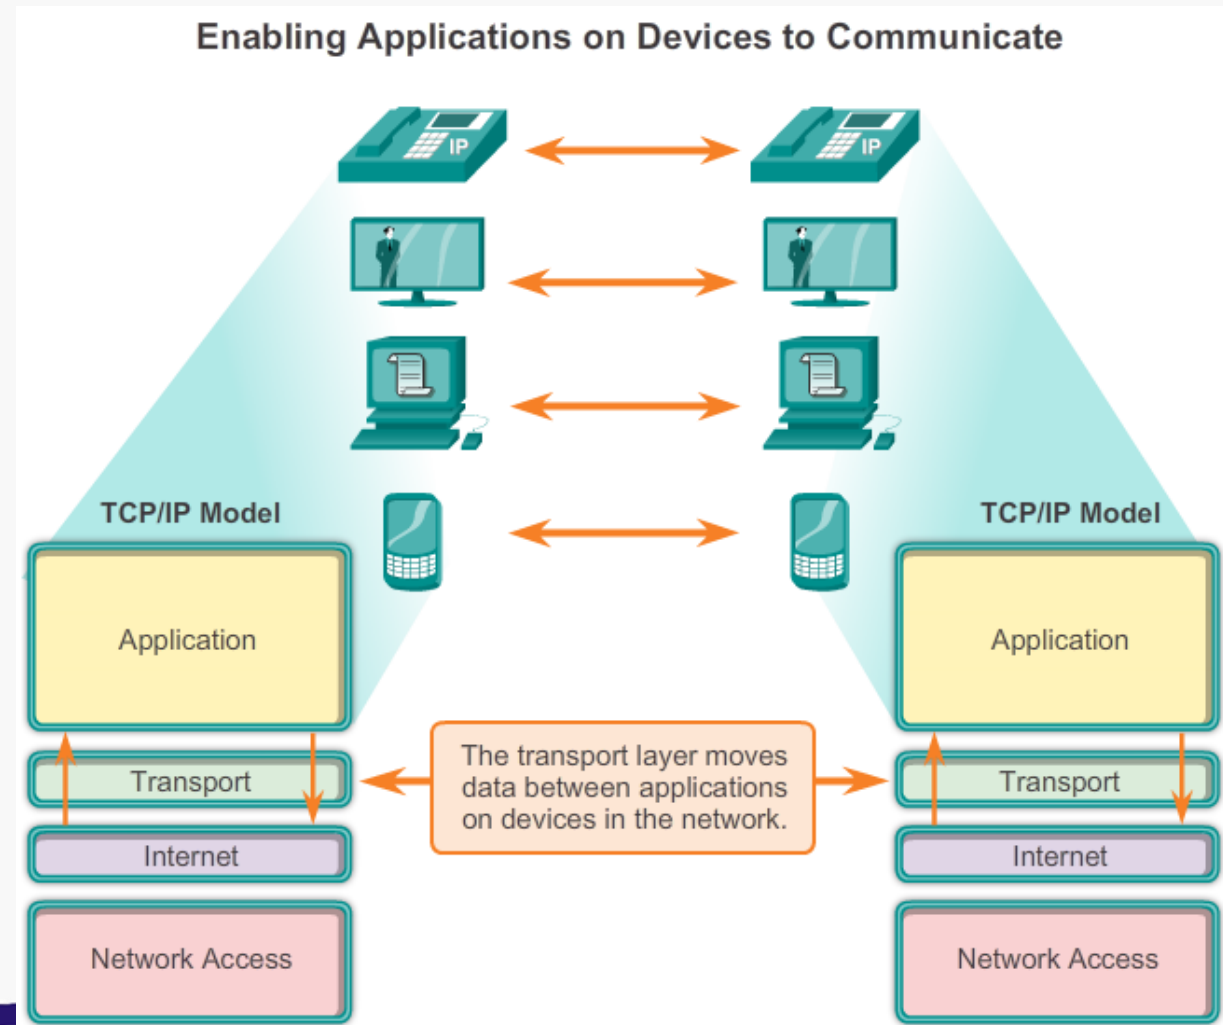 Enabling Applications on Devices to Communicate
IP
IP
TCP/IP Model
TCP/IP Model
Application
Application
The transport layer moves
data between applications
on devices in the network.
Transport
Transport
Internet
Internet
Network Access
Network Access